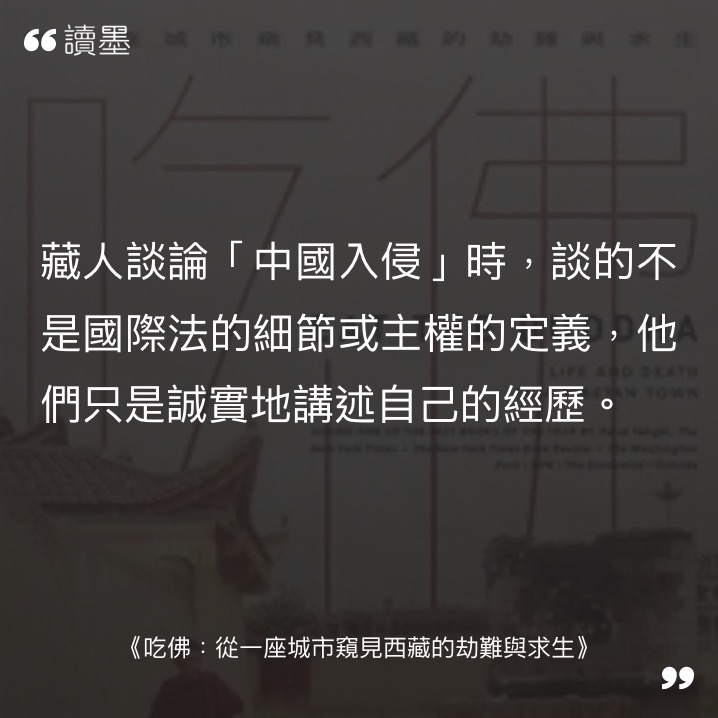 讀墨
城市窺見西藏的劫難與求生
吃佛
藏人談論「中國入侵」時，談的不
是國際法的細節或主權的定義，他
們只是誠實地講述自己的經歷。
LIFE AND DEATH
TOWN
《吃佛：從一座城市窺見西藏的劫難與求生》